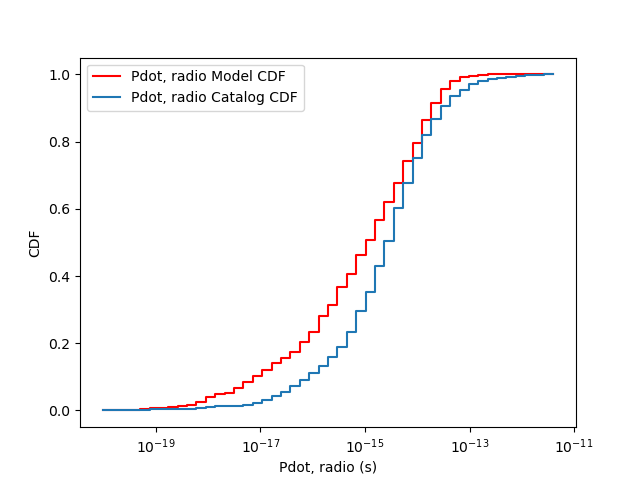 Pdot, radio Model CDF
Pdot, radio Catalog CDF
1.0
0.8
0.6
0.4
0.2
0.0
CDF
10⁻¹⁹ 10⁻¹⁷ 10⁻¹⁵ 10⁻¹³ 10⁻¹¹
Pdot, radio (s)